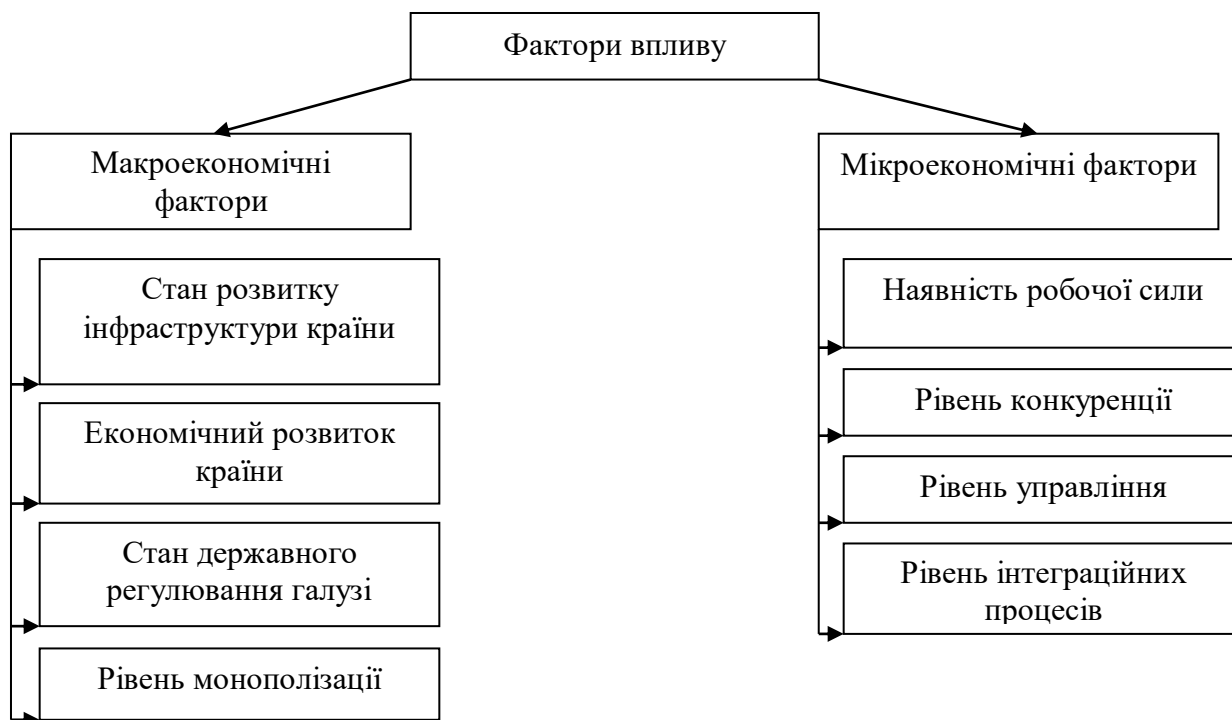 Фактори впливу
Макроекономічні
фактори
Стан розвитку
інфраструктури країни
Економічний розвиток
країни
Стан державного
регулювання галузі
Рівень монополізації
Мікроекономічні фактори
Наявність робочої сили
Рівень конкуренції
Рівень управління
Рівень інтеграційних
процесів